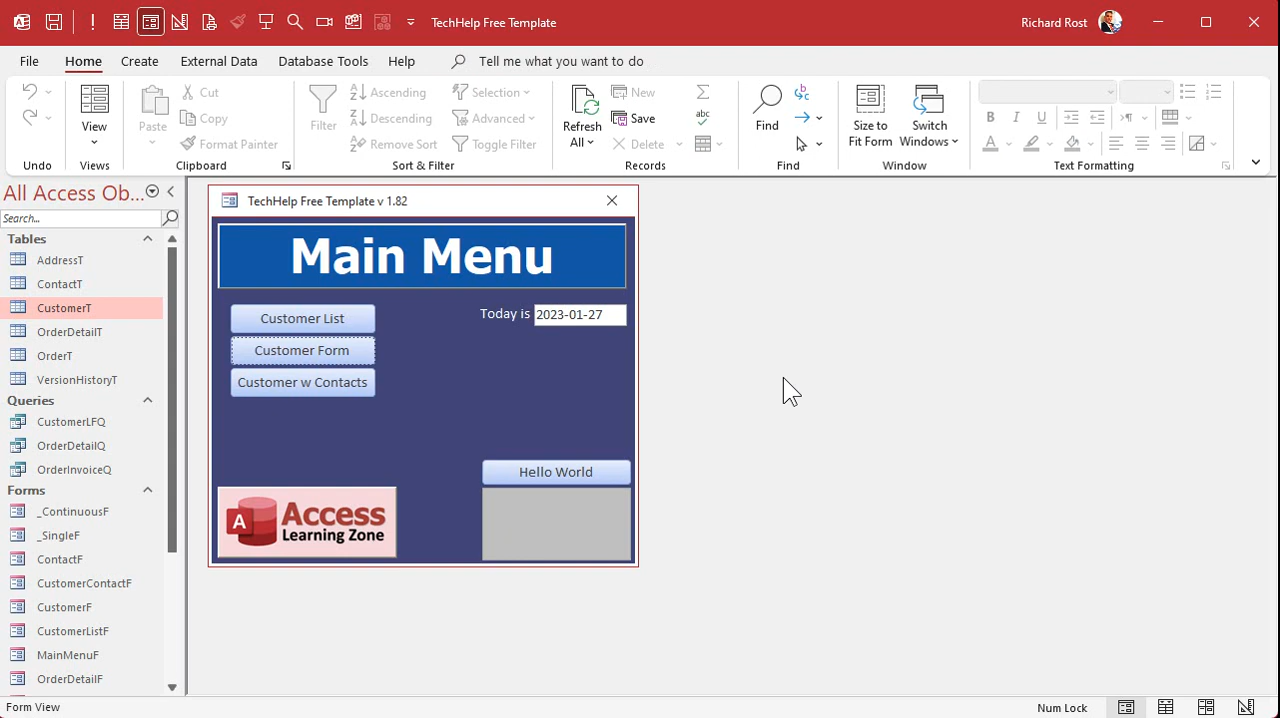 TechHelp Free Template
Richard Rost
File
Home
Create
External Data
Database Tools
Help
Tell me what you want to do
View
Views
Undo
Paste
Cut
Copy
Format Painter
Clipboard
Filter
Ascending
Descending
Remove Sort
Selection
Advanced
Toggle Filter
Sort & Filter
Refresh
All
New
Save
Delete
Records
Find
Find
Size to
Fit Form
Switch
Windows
Window
B I U
Text Formatting
All Access Ob...
Search...
Tables
AddressT
ContactT
CustomerT
OrderDetailT
OrderT
VersionHistoryT
Queries
CustomerLFQ
OrderDetailQ
OrderInvoiceQ
Forms
_ContinuousF
_SingleF
ContactF
CustomerContactF
CustomerF
CustomerListF
MainMenuF
OrderDetailF
TechHelp Free Template v 1.82
Main Menu
Customer List
Customer Form
Customer w Contacts
Today is 2023-01-27
Hello World
A Access
Learning Zone
Form View
Num Lock